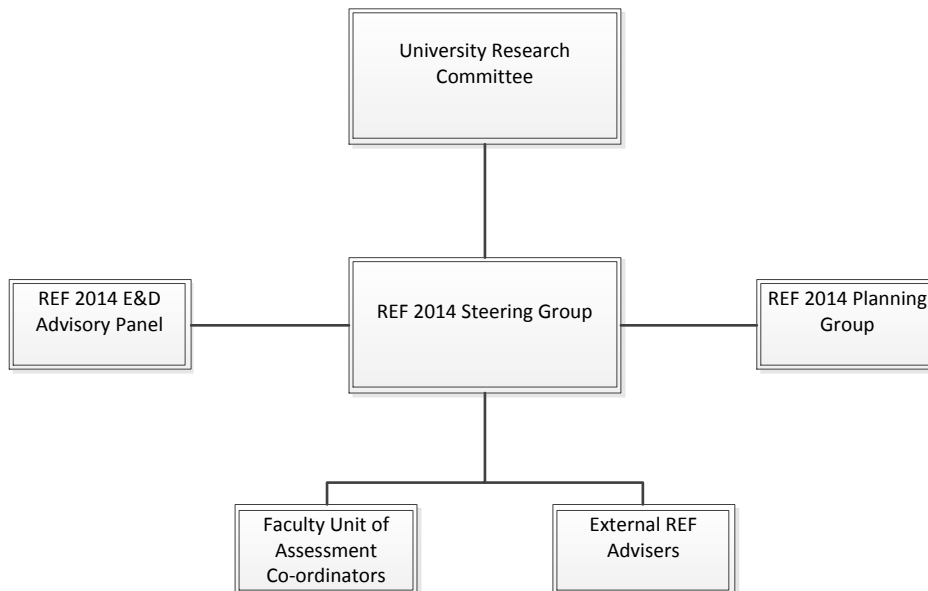 University Research
Committee
REF 2014 E&D
Advisory Panel
REF 2014 Steering Group
REF 2014 Planning
Group
Faculty Unit of
Assessment
Co-ordinators
External REF
Advisers